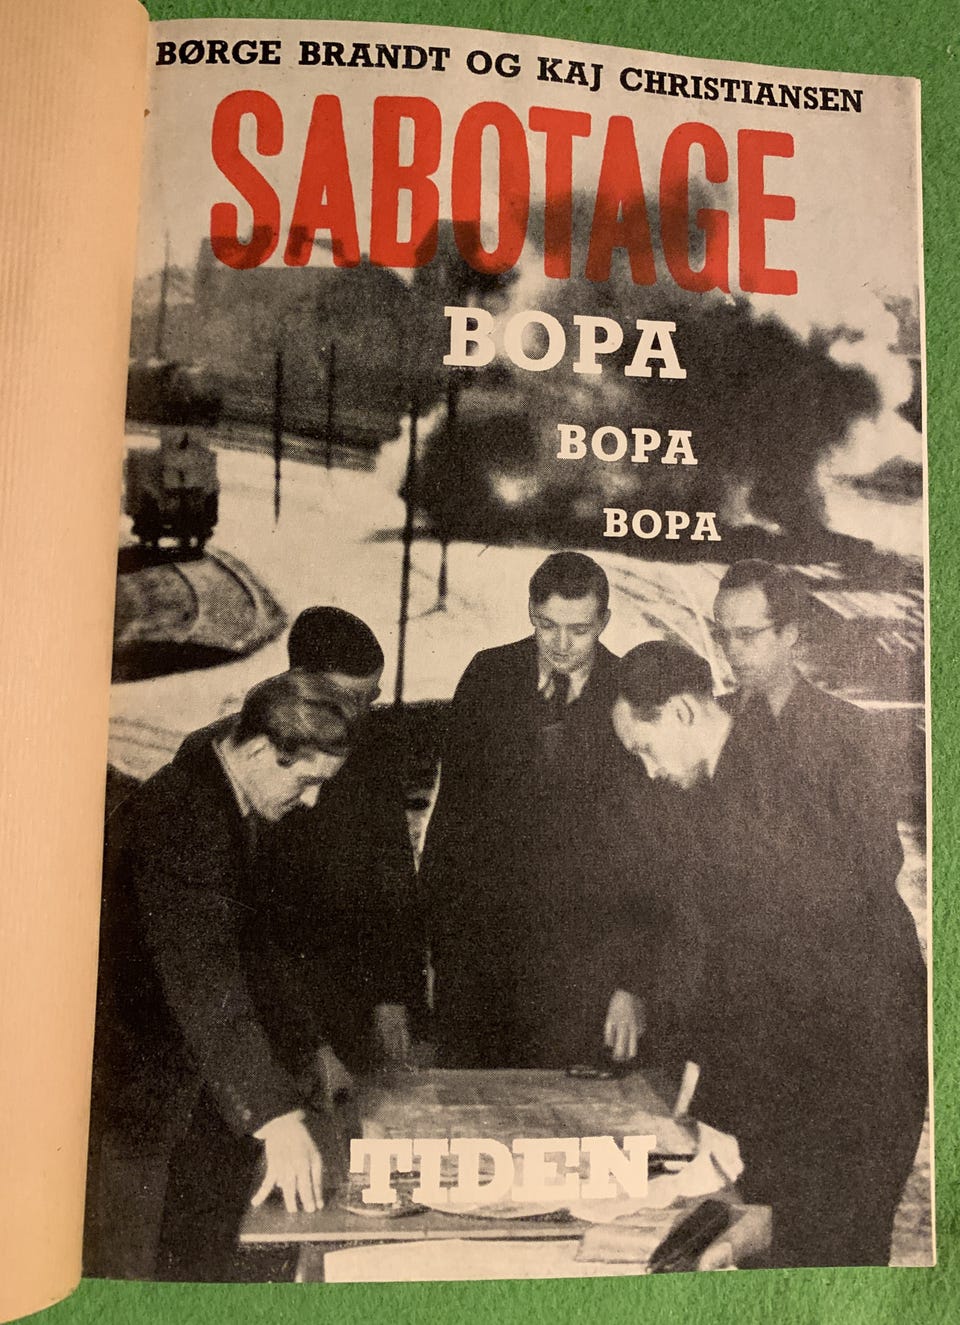 BØRGE BRANDT OG KAJ CHRISTIANSEN
SABOTAGE
BOPA
BOPA
BOPA
TIDEN